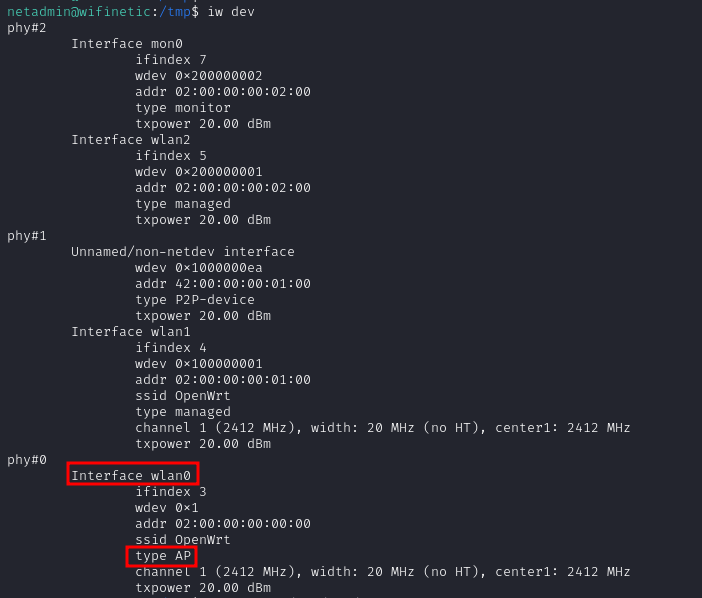 netadmin@wifinetic:/tmp$ iw dev
phy#2
Interface mon0
ifindex 7
wdev 0x200000002
addr 02:00:00:00:02:00
type monitor
txpower 20.00 dBm
Interface wlan2
ifindex 5
wdev 0x200000001
addr 02:00:00:00:02:00
type managed
txpower 20.00 dBm
phy#1
Unnamed/non-netdev interface
wdev 0x1000000ea
addr 42:00:00:00:01:00
type P2P-device
txpower 20.00 dBm
Interface wlan1
ifindex 4
wdev 0x100000001
addr 02:00:00:00:01:00
ssid OpenWrt
type managed
channel 1 (2412 MHz), width: 20 MHz (no HT), center1: 2412 MHz
txpower 20.00 dBm
phy#0
Interface wlan0
ifindex 3
wdev 0x1
addr 02:00:00:00:00:00
ssid OpenWrt
type AP
channel 1 (2412 MHz), width: 20 MHz (no HT), center1: 2412 MHz
txpower 20.00 dBm